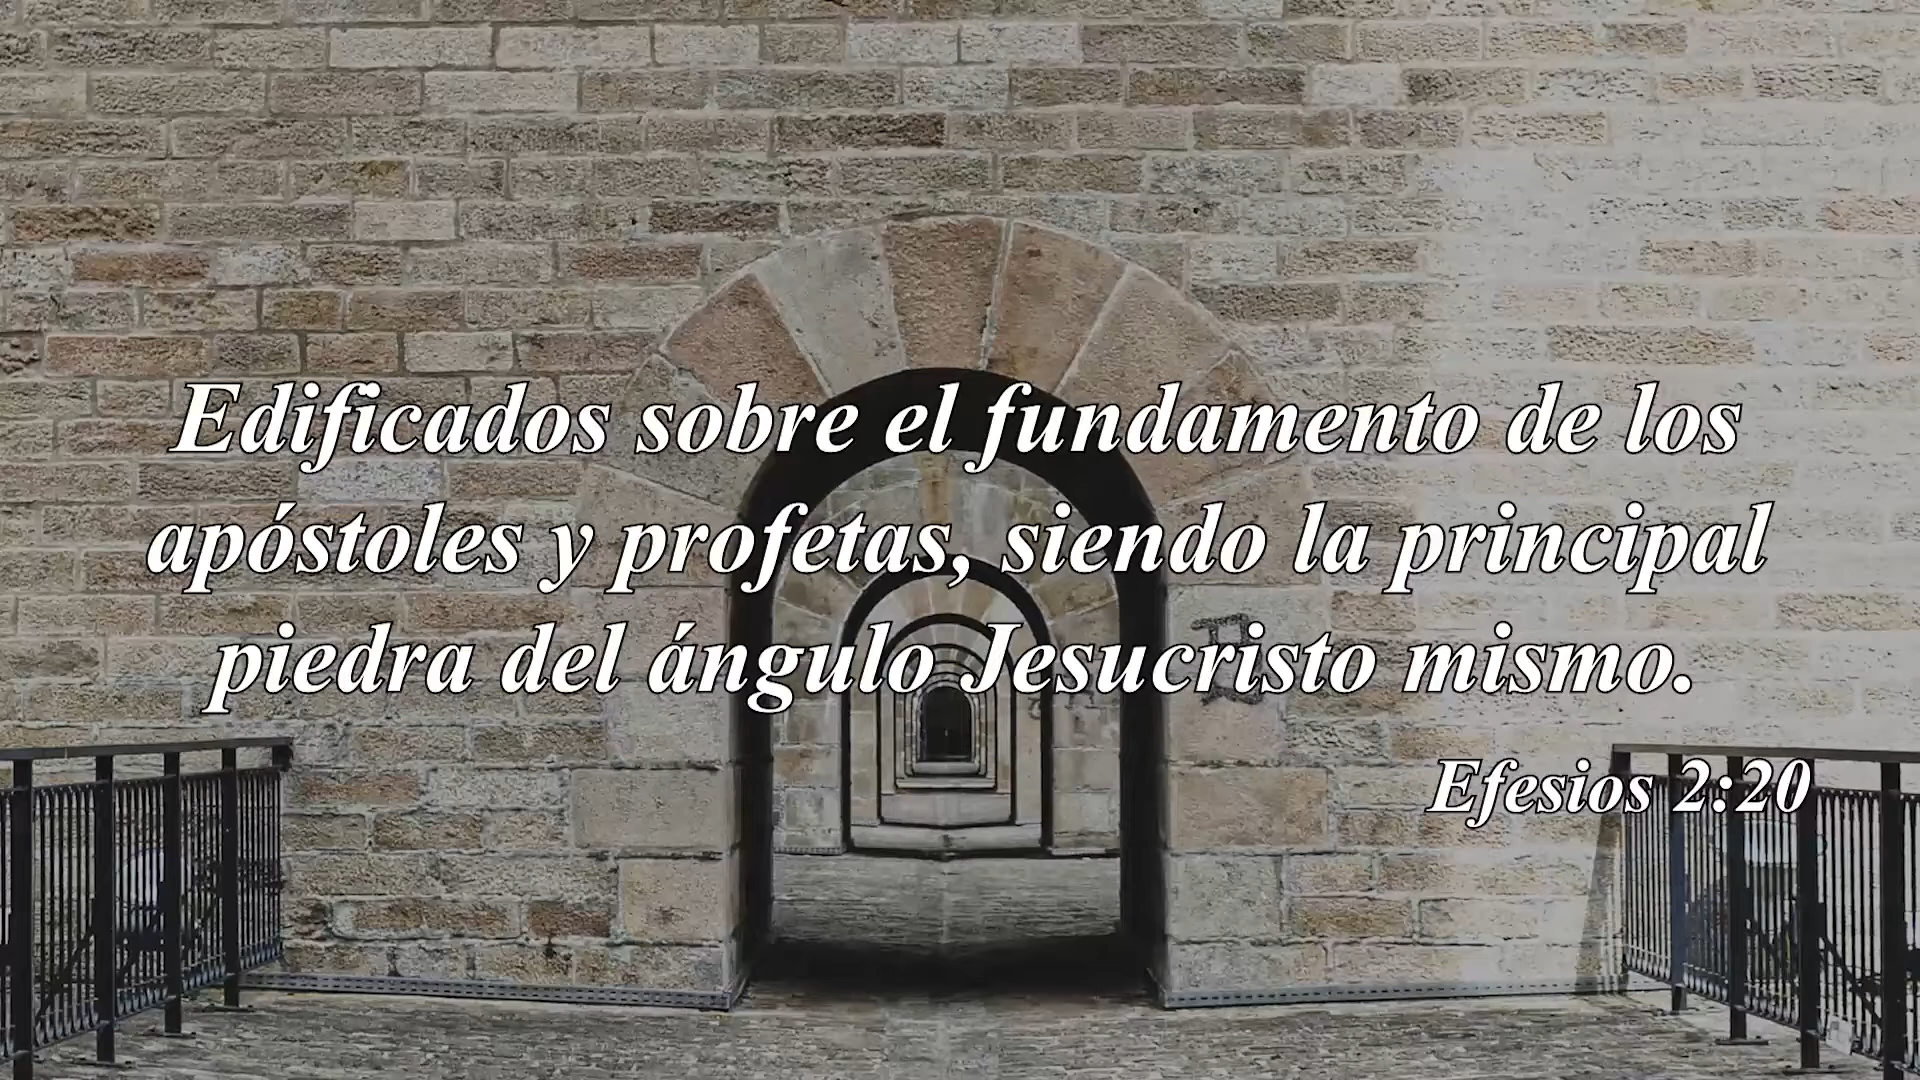 Edificados sobre el fundamento de los
apóstoles y profetas, siendo la principal
piedra del ángulo Jesucristo mismo.
Efesios 2:20